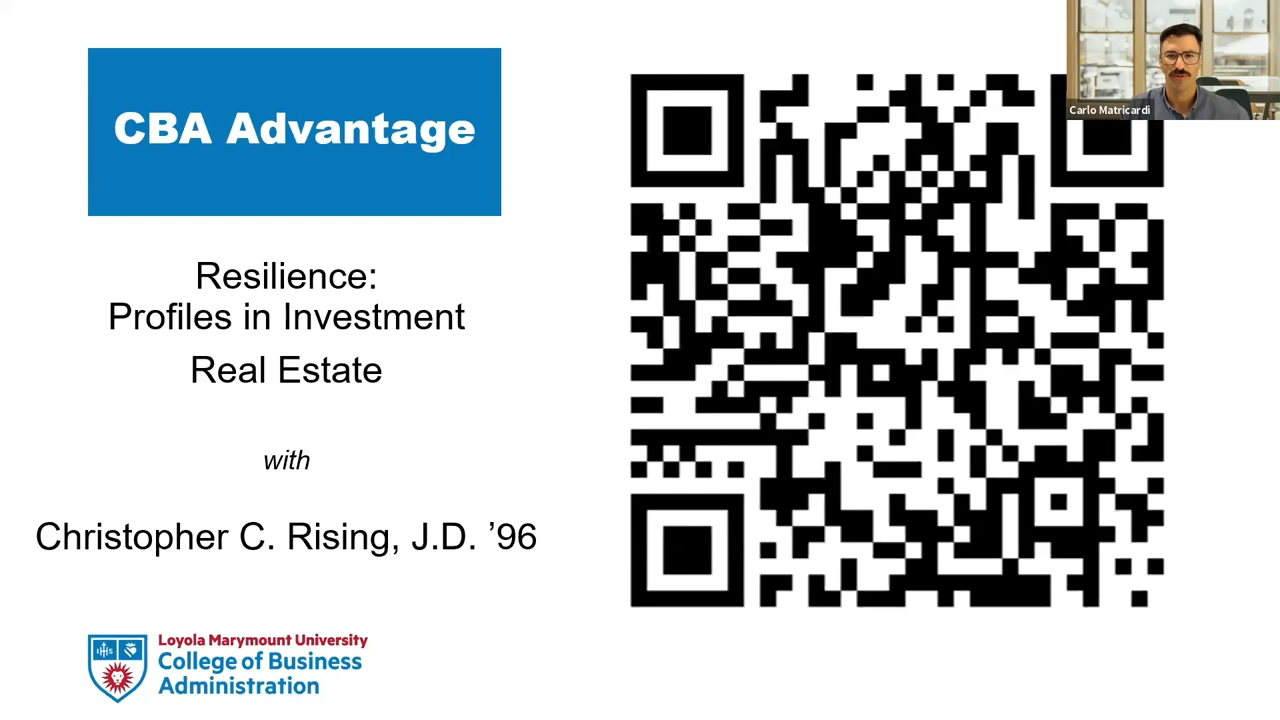 CBA Advantage
Resilience:
Profiles in Investment
Real Estate
with
Christopher C. Rising, J.D. ’96
Loyola Marymount University
College of Business
Administration
IHS
Carlo Matricardi